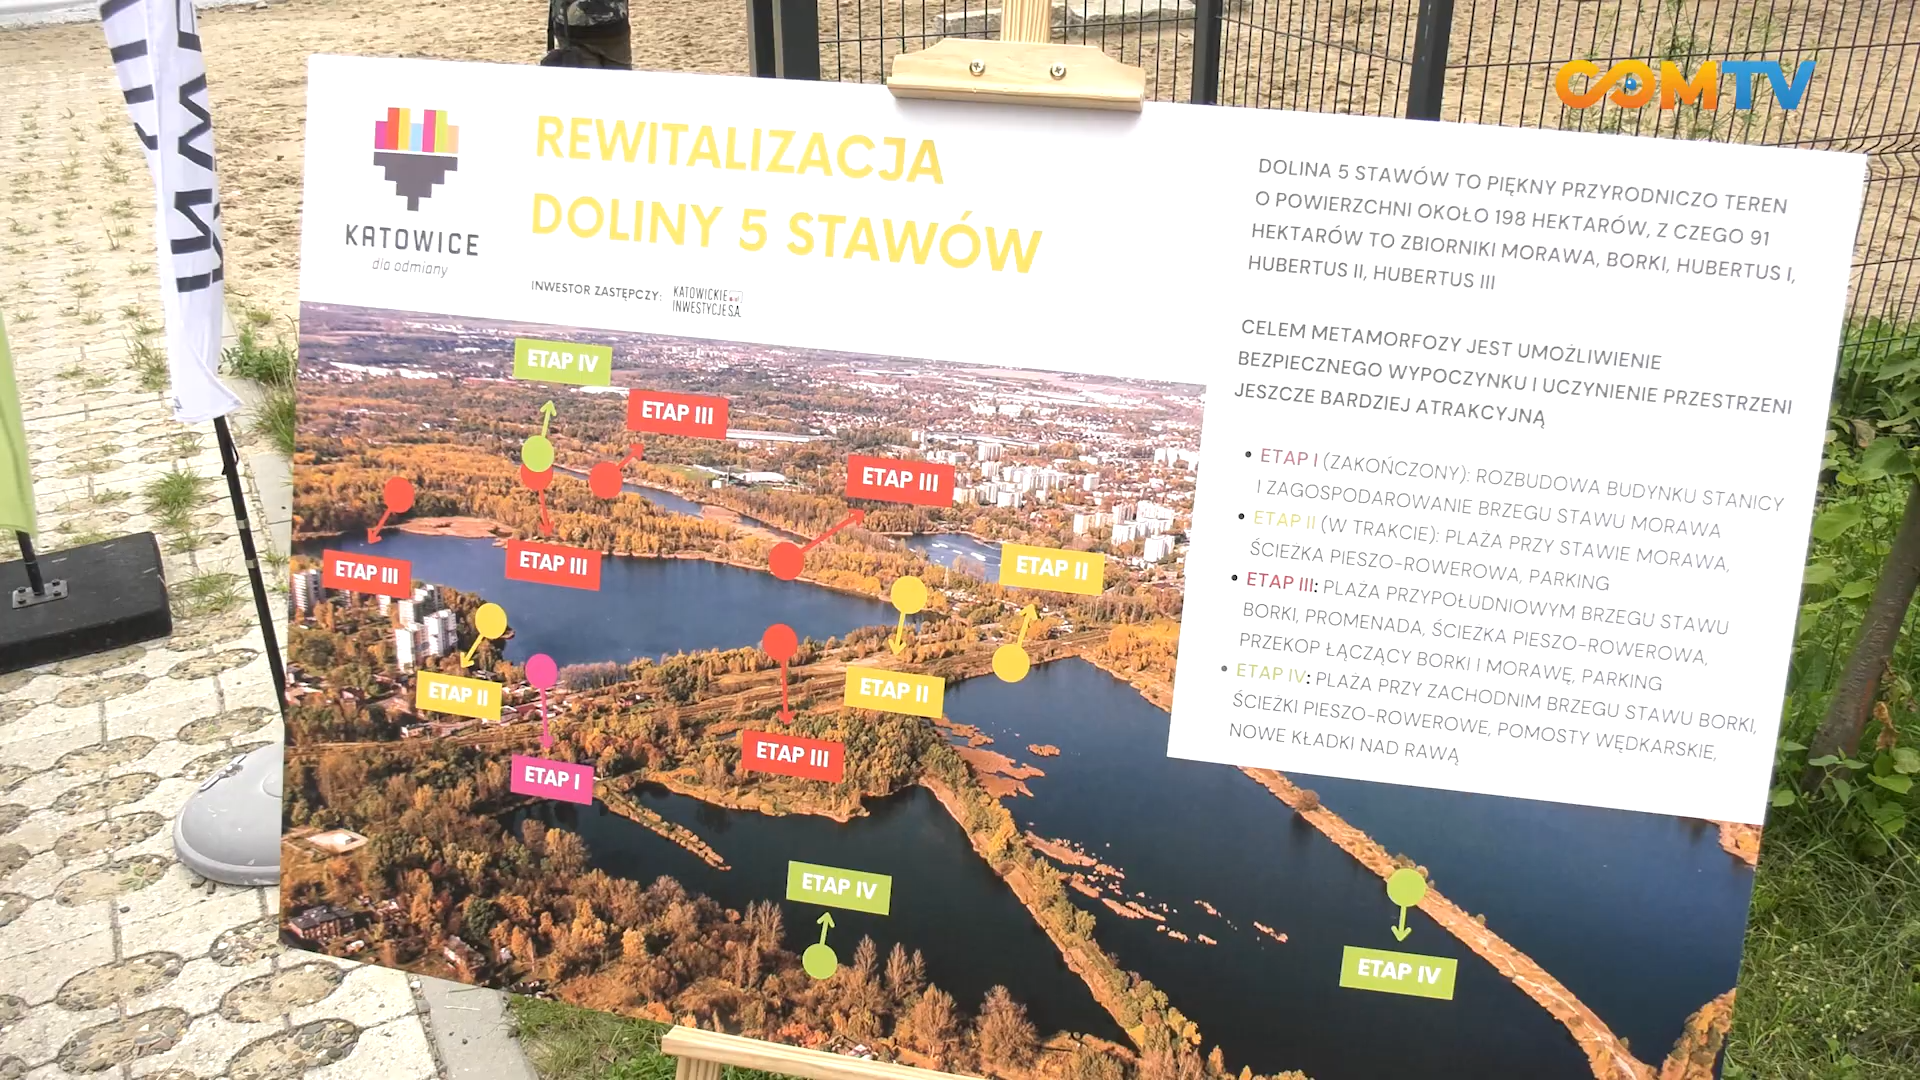 COMTV
KATOWICE
dla odmiany
REWITALIZACJA
DOLINY 5 STAWÓW
INWESTOR ZASTĘPCZY:
KATOWICKIE
INWESTYCJE S.A.
DOLINA 5 STAWÓW TO PIĘKNY PRZYRODNICZO TEREN
O POWIERZCHNI OKOŁO 198 HEKTARÓW, Z CZEGO 91
HEKTARÓW TO ZBIORNIKI MORAWA, BORKI, HUBERTUS I,
HUBERTUS II, HUBERTUS III
CELEM METAMORFOZY JEST UMOŻLIWIENIE
BEZPIECZNEGO WYPOCZYNKU I UCZYNIENIE PRZESTRZENI
JESZCZE BARDZIEJ ATRAKCYJNĄ
• ETAP I (ZAKOŃCZONY): ROZBUDOWA BUDYNKU STANICY
I ZAGOSPODAROWANIE BRZEGU STAWU MORAWA
• ETAP II (W TRAKCIE): PLAŻA PRZY STAWIE MORAWA,
ŚCIEŻKA PIESZO-ROWEROWA, PARKING
• ETAP III: PLAŻA PRZYPOŁUDNIOWYM BRZEGU STAWU
BORKI, PROMENADA, ŚCIEŻKA PIESZO-ROWEROWA,
PRZEKOP ŁĄCZĄCY BORKI I MORAWĘ, PARKING
• ETAP IV: PLAŻA PRZY ZACHODNIM BRZEGU STAWU BORKI,
ŚCIEŻKI PIESZO-ROWEROWE, POMOSTY WĘDKARSKIE,
NOWE KŁADKI NAD RAWĄ
ETAP IV
ETAP III
ETAP III
ETAP III
ETAP III
ETAP II
ETAP II
ETAP II
ETAP III
ETAP I
ETAP IV
ETAP IV